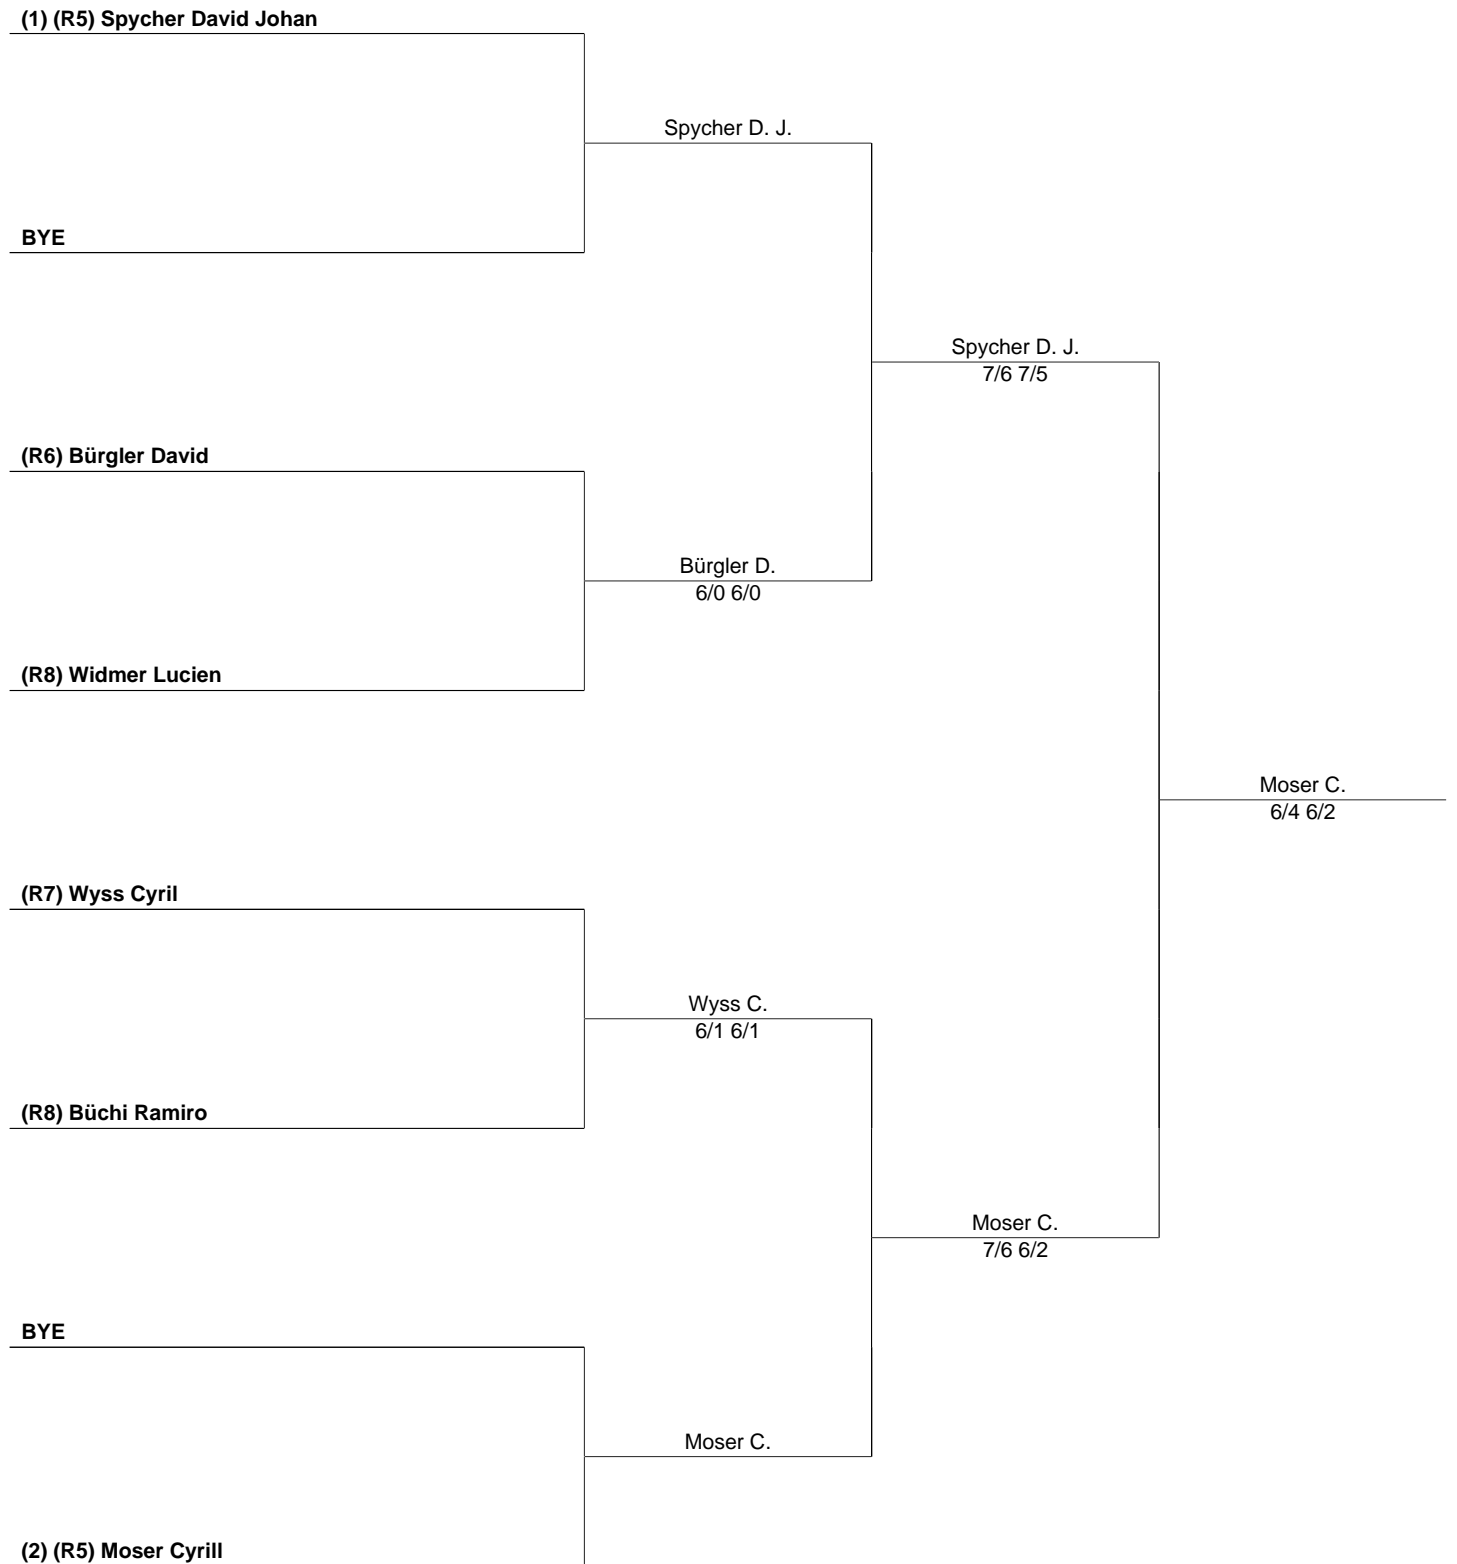 (1) (R5) Spycher David Johan
Spycher D. J.
BYE
Spycher D. J.
7/6 7/5
(R6) Bürgler David
Bürgler D.
6/0 6/0
(R8) Widmer Lucien
Moser C.
6/4 6/2
(R7) Wyss Cyril
Wyss C.
6/1 6/1
(R8) Büchi Ramiro
Moser C.
7/6 6/2
BYE
Moser C.
(2) (R5) Moser Cyrill